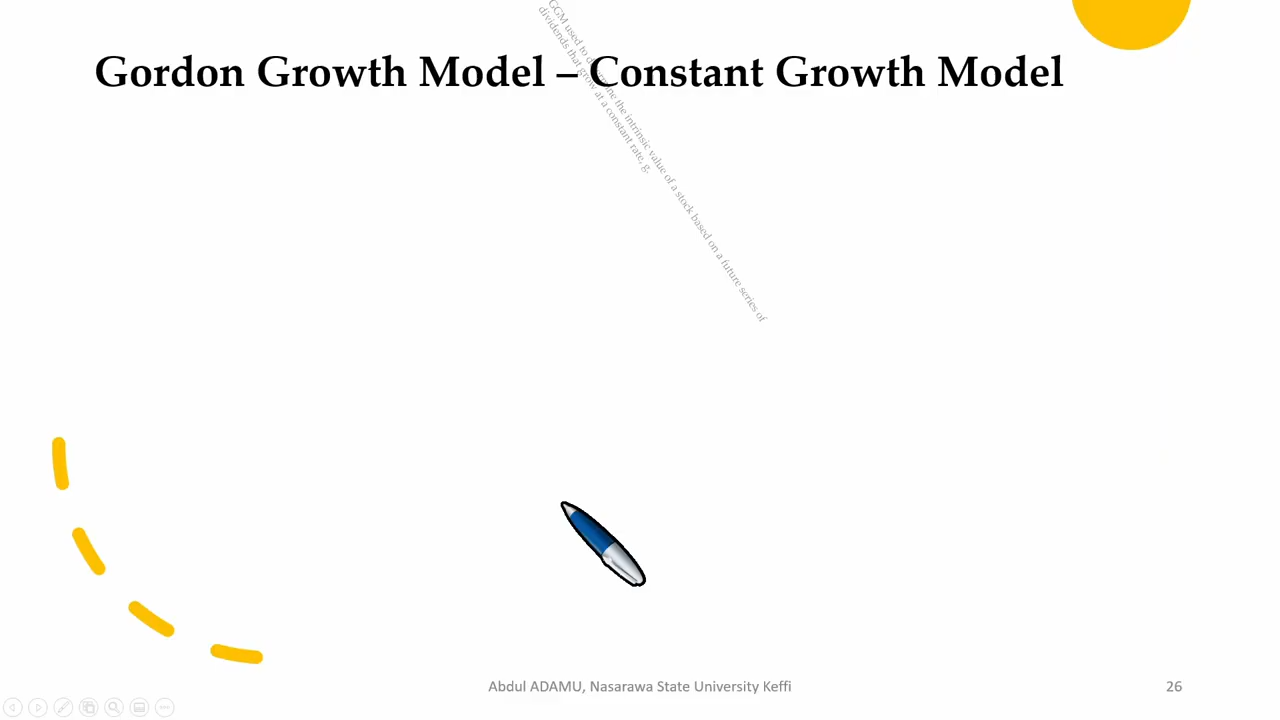 Gordon Growth Model – Constant Growth Model
GGM used to determine the intrinsic value of a stock based on a future series of
dividends that grow at a constant rate, g.
Abdul ADAMU, Nasarawa State University Keffi
26